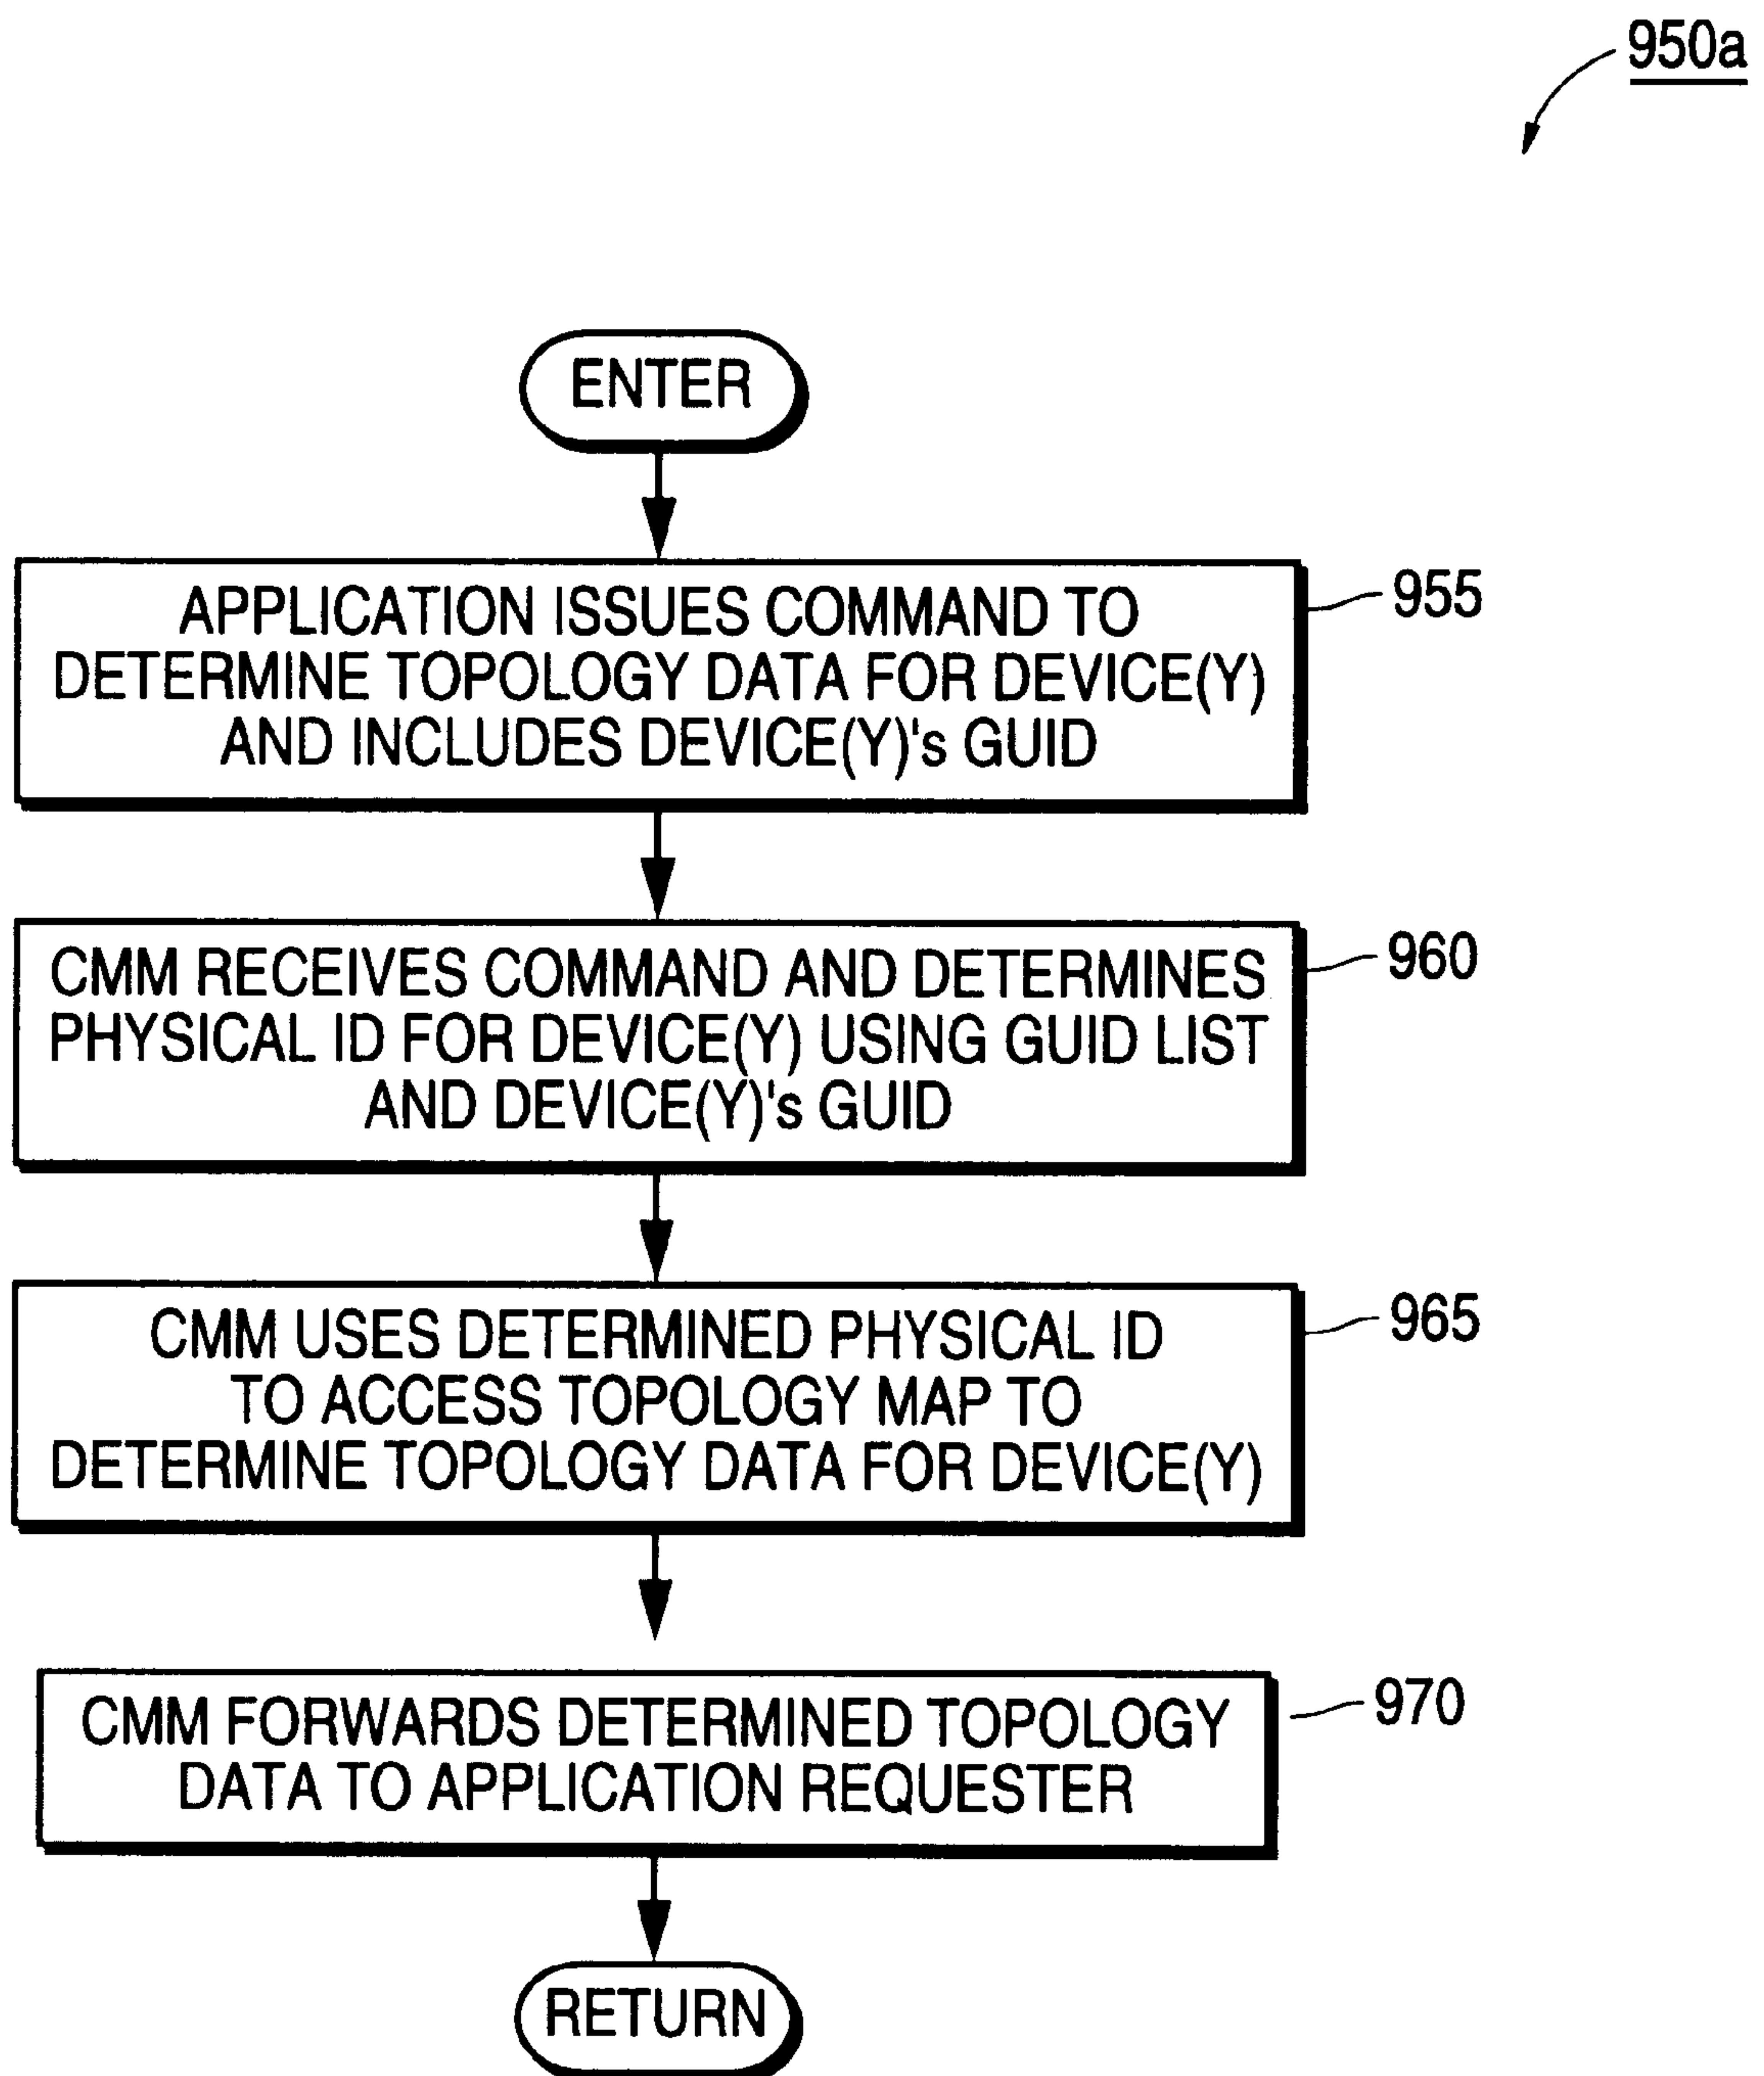 950a
ENTER
APPLICATION ISSUES COMMAND TO
DETERMINE TOPOLOGY DATA FOR DEVICE(Y)
AND INCLUDES DEVICE(Y)'s GUID
955
CMM RECEIVES COMMAND AND DETERMINES
PHYSICAL ID FOR DEVICE(Y) USING GUID LIST
AND DEVICE(Y)'s GUID
960
CMM USES DETERMINED PHYSICAL ID
TO ACCESS TOPOLOGY MAP TO
DETERMINE TOPOLOGY DATA FOR DEVICE(Y)
965
CMM FORWARDS DETERMINED TOPOLOGY
DATA TO APPLICATION REQUESTER
970
RETURN